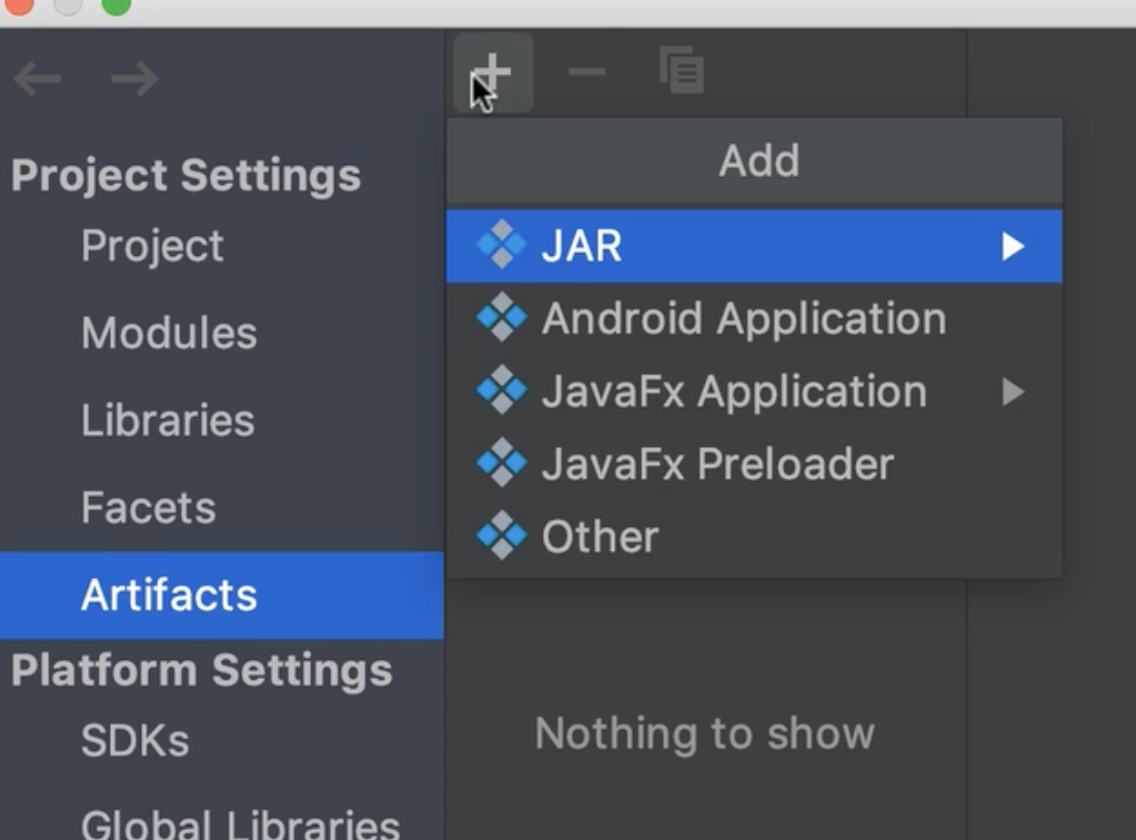 Project Settings
Project
Modules
Libraries
Facets
Artifacts
Platform Settings
SDKs
Global Libraries
Add
JAR
Android Application
JavaFx Application
JavaFx Preloader
Other
Nothing to show